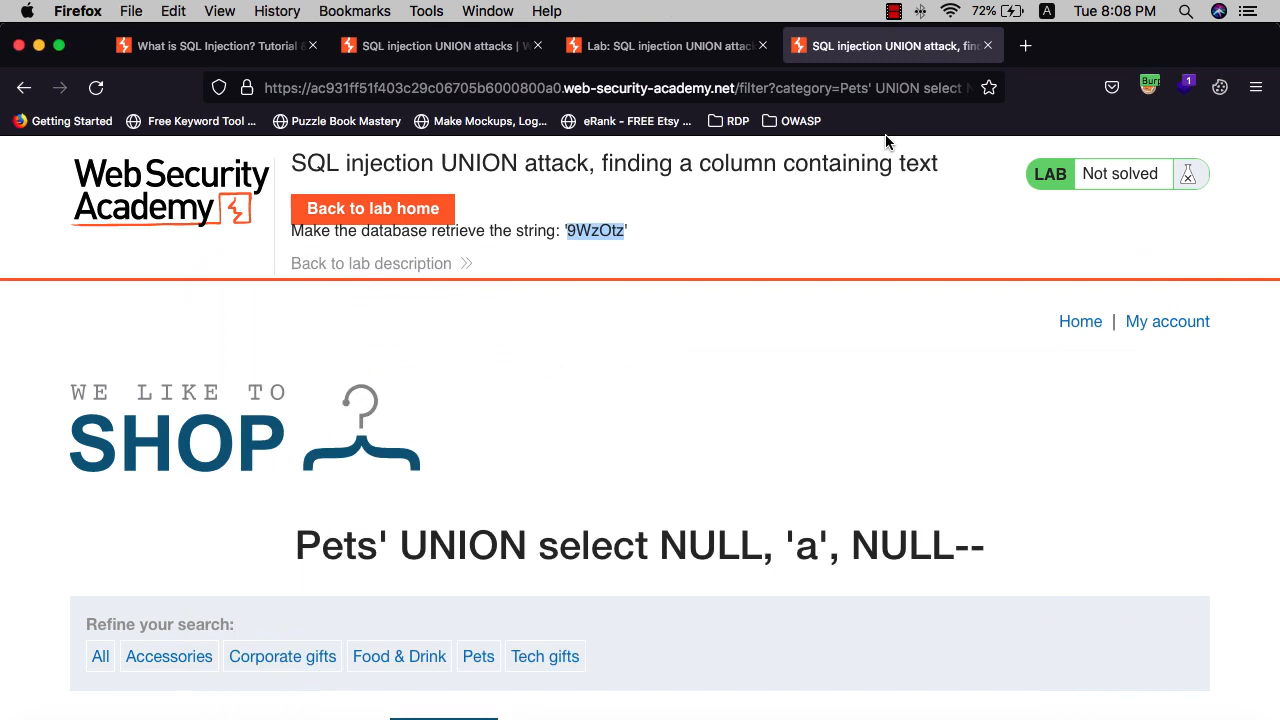 Firefox File Edit View History Bookmarks Tools Window Help 72% A Tue 8:08 PM
What is SQL Injection? Tutorial & SQL injection UNION attacks | W Lab: SQL injection UNION attac SQL injection UNION attack, fin
https://ac931ff51f403c29c06705b6000800a0.web-security-academy.net/filter?category=Pets' UNION select N Burp 1
Getting Started Free Keyword Tool ... Puzzle Book Mastery Make Mockups, Log... eRank - FREE Etsy ... RDP OWASP
Web Security
Academy
SQL injection UNION attack, finding a column containing text
LAB Not solved
Back to lab home
Make the database retrieve the string: '9WzOtz'
Back to lab description
Home | My account
WE LIKE TO
SHOP
Pets' UNION select NULL, 'a', NULL--
Refine your search:
All Accessories Corporate gifts Food & Drink Pets Tech gifts